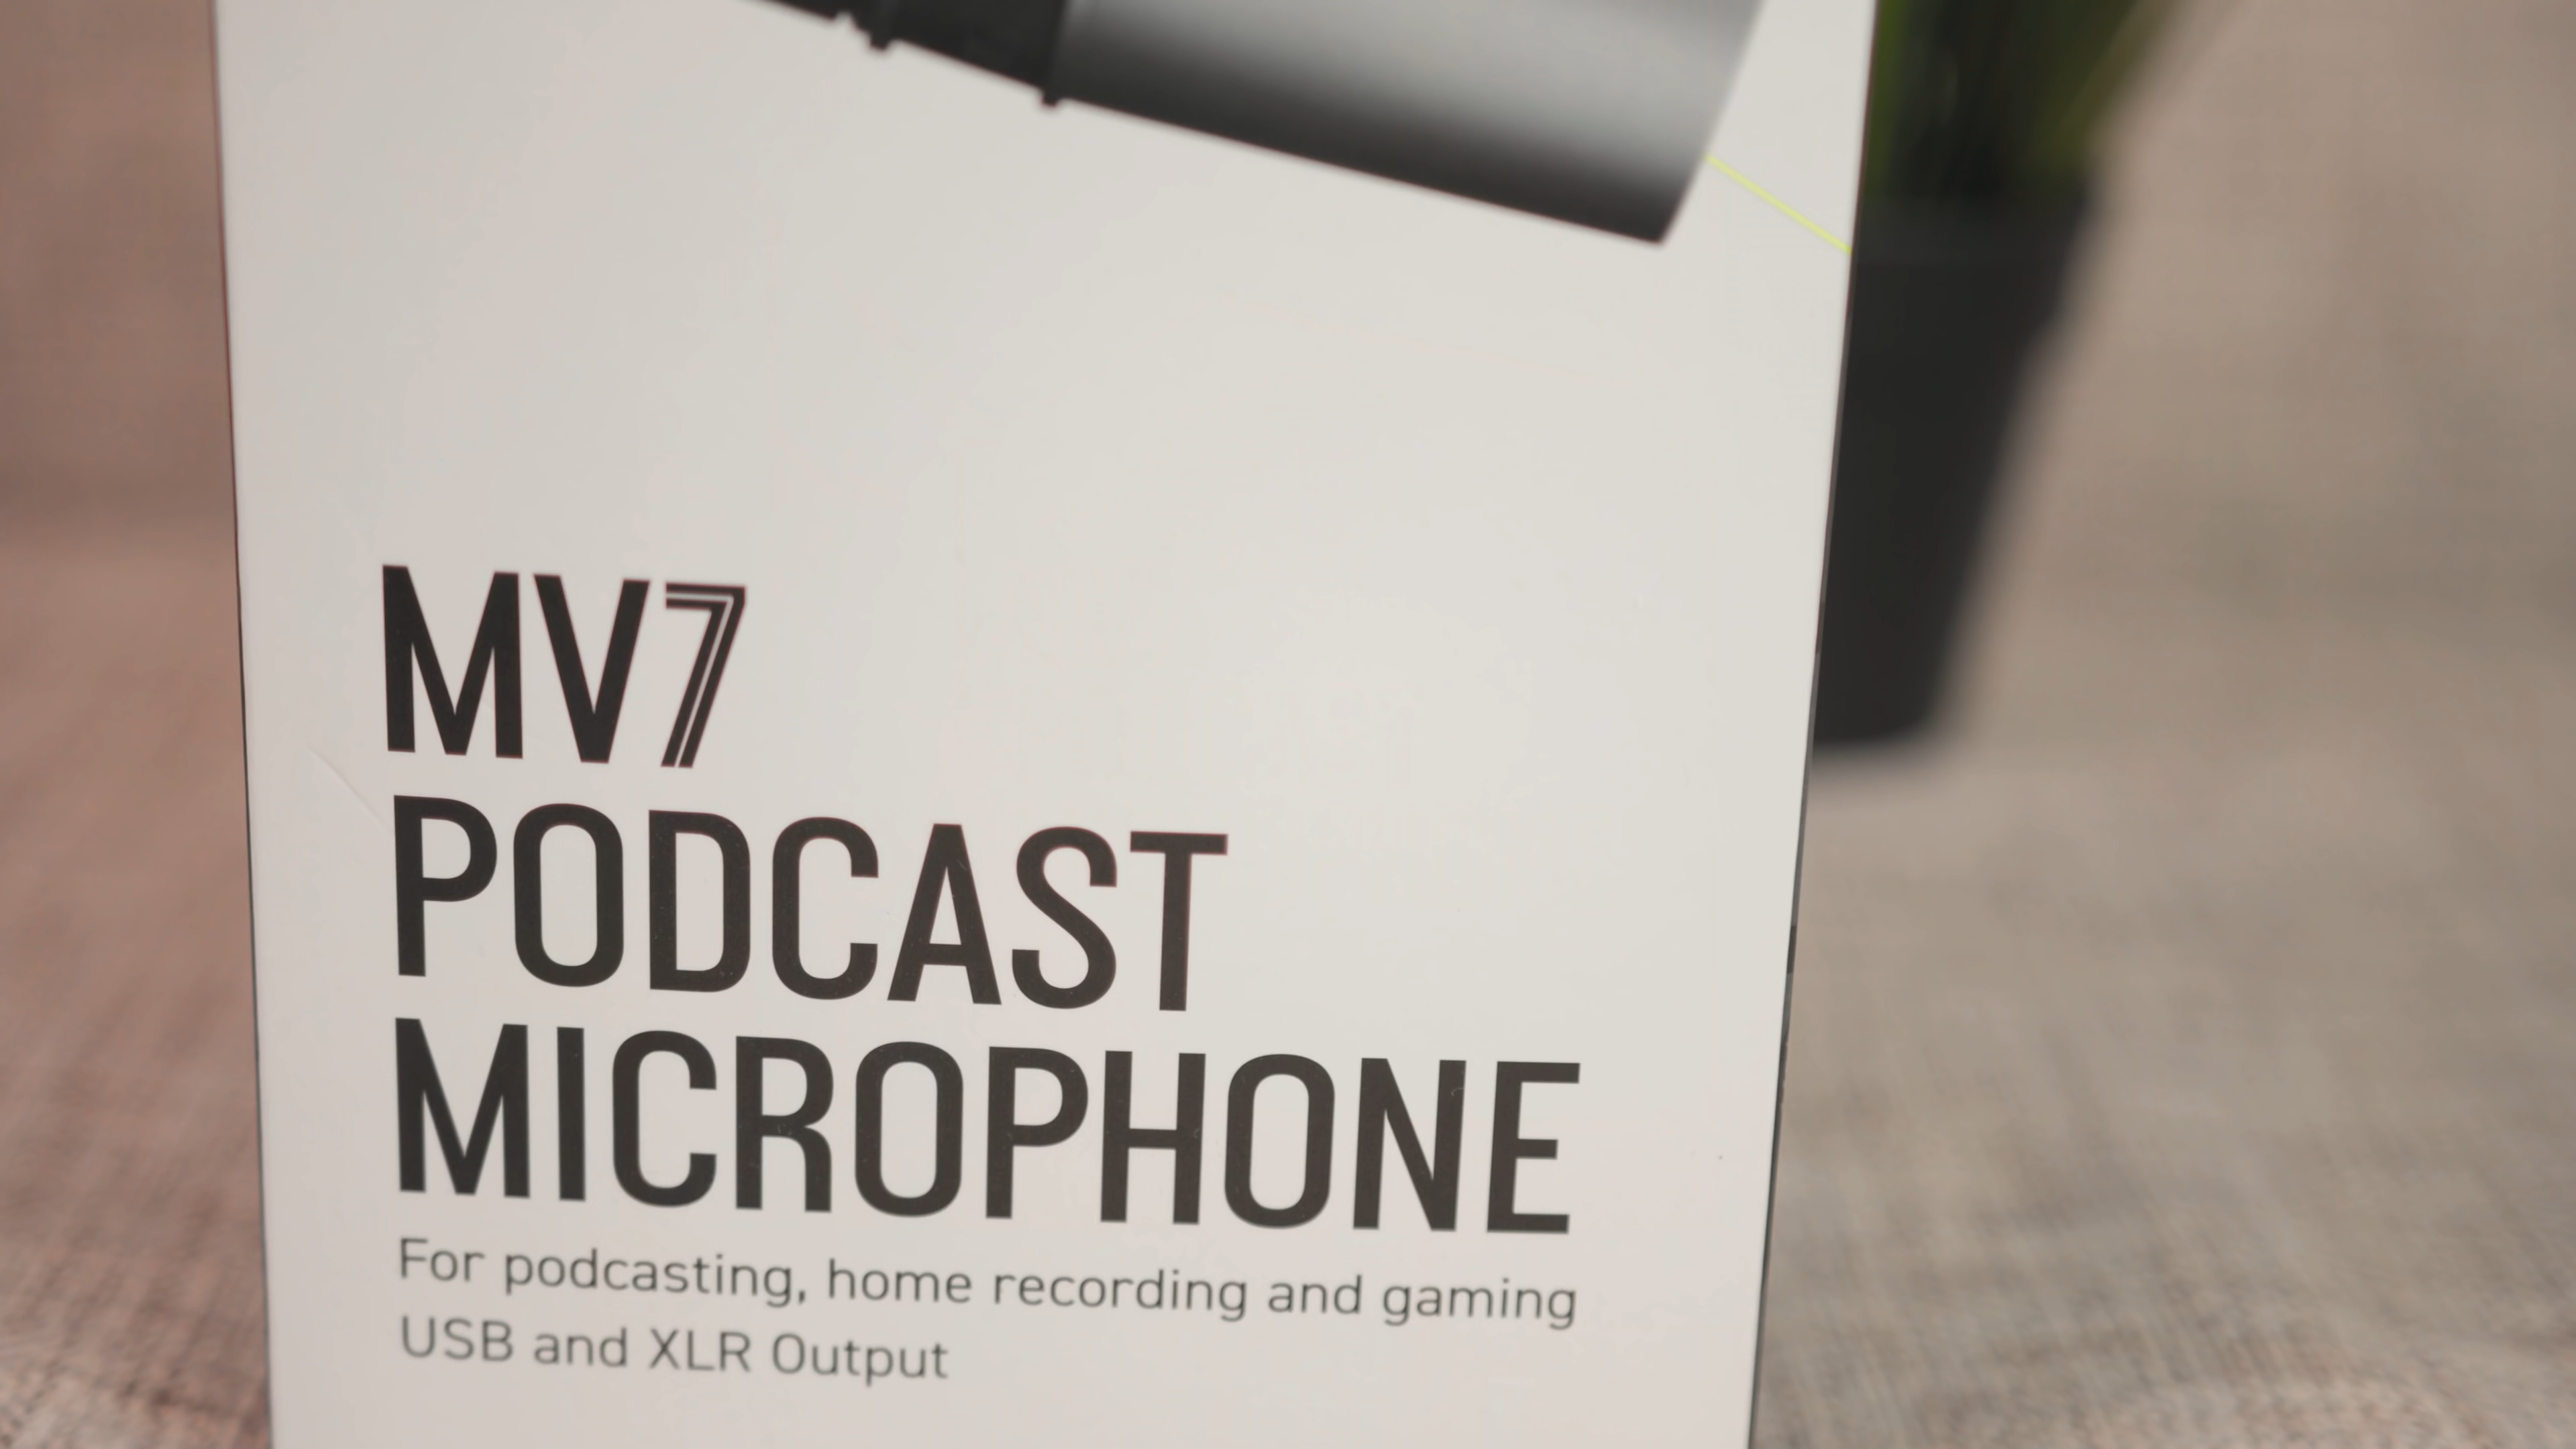 MV7
PODCAST
MICROPHONE
For podcasting, home recording and gaming
USB and XLR Output